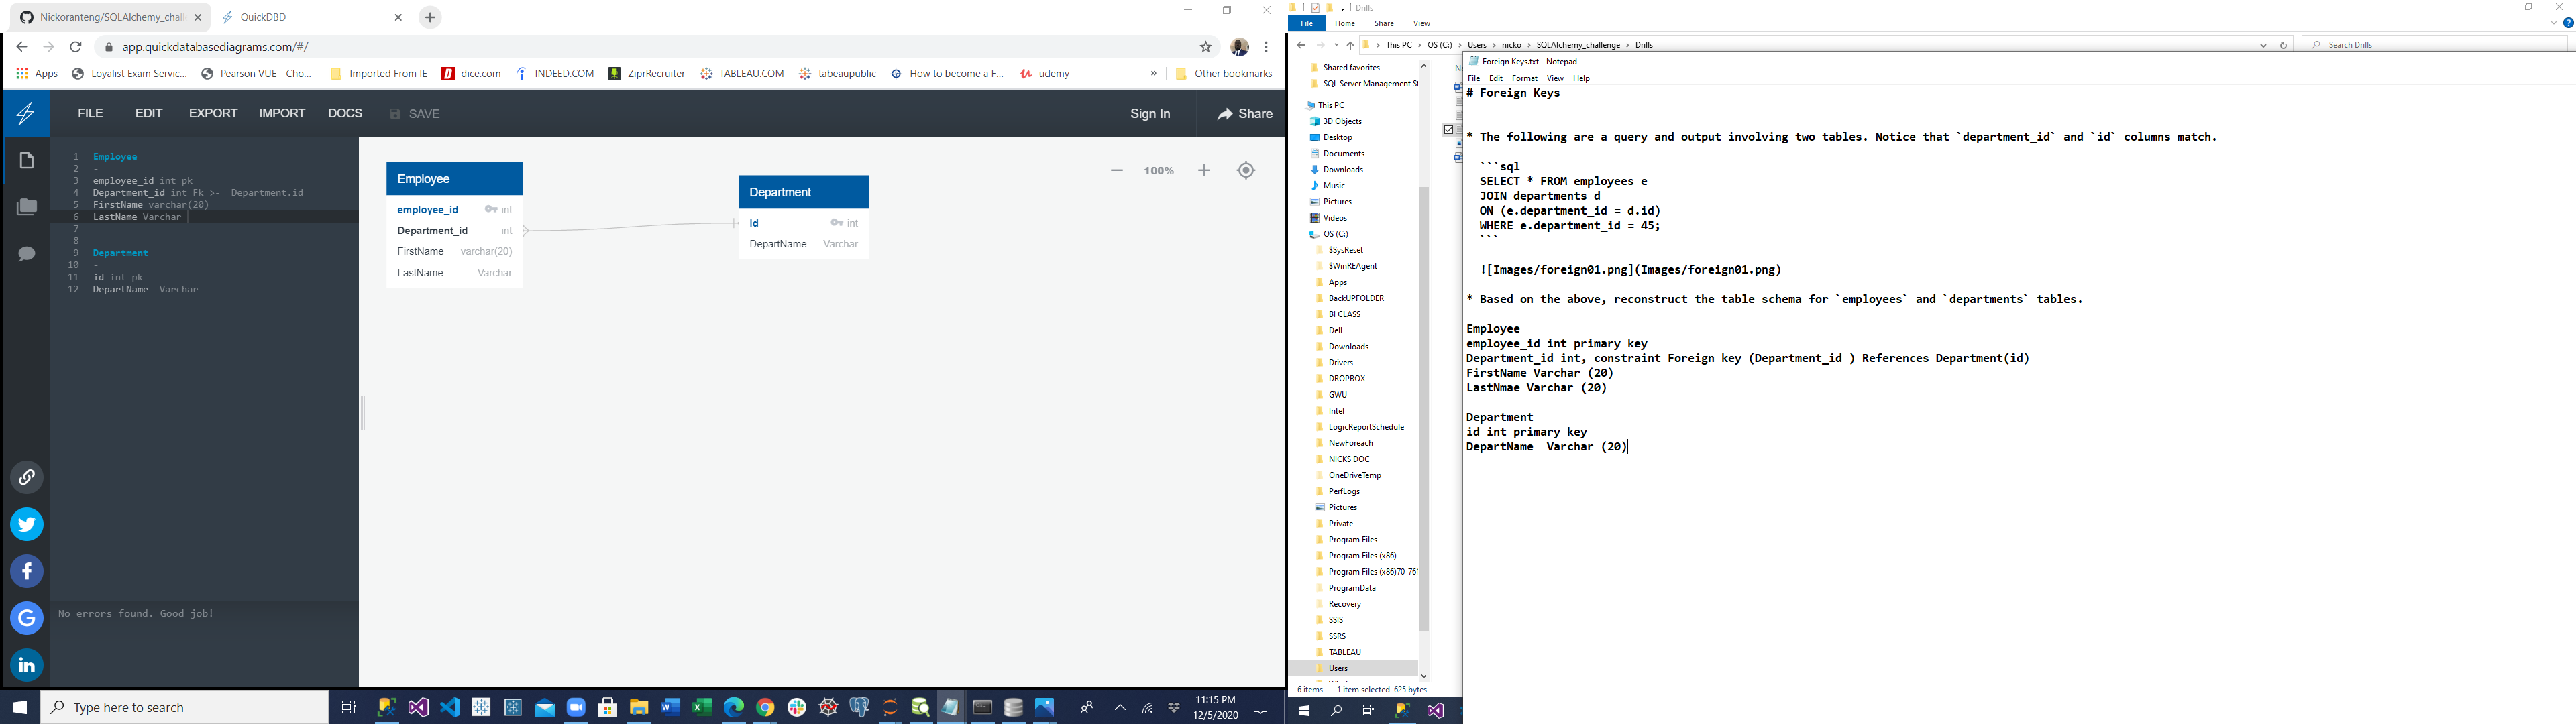 Nickoranteng/SQLAlchemy_chall
QuickDBD
app.quickdatabasediagrams.com/#/
Apps
Loyalist Exam Servic...
Pearson VUE - Cho...
Imported From IE
dice.com
INDEED.COM
ZiprRecruiter
TABLEAU.COM
tabeaupublic
How to become a F...
udemy
»
Other bookmarks
FILE
EDIT
EXPORT
IMPORT
DOCS
SAVE
Sign In
Share
1 Employee
2 -
3 employee_id int pk
4 Department_id int Fk >-  Department.id
5 FirstName varchar(20)
6 LastName Varchar
7
8
9 Department
10 -
11 id int pk
12 DepartName  Varchar
No errors found. Good job!
Employee
employee_id int
Department_id int
FirstName varchar(20)
LastName Varchar
Department
id int
DepartName Varchar
100%
Type here to search
11:15 PM
12/5/2020
Drills
File
Home
Share
View
This PC > OS (C:) > Users > nicko > SQLAlchemy_challenge > Drills
Search Drills
Shared favorites
SQL Server Management St
This PC
3D Objects
Desktop
Documents
Downloads
Music
Pictures
Videos
OS (C:)
$SysReset
$WinREAgent
Apps
BackUPFOLDER
BI CLASS
Dell
Downloads
Drivers
DROPBOX
GWU
Intel
LogicReportSchedule
NewForeach
NICKS DOC
OneDriveTemp
PerfLogs
Pictures
Private
Program Files
Program Files (x86)
Program Files (x86)70-76
ProgramData
Recovery
SSIS
SSRS
TABLEAU
Users
6 items
1 item selected 625 bytes
Foreign Keys.txt - Notepad
File Edit Format View Help
# Foreign Keys
* The following are a query and output involving two tables. Notice that `department_id` and `id` columns match.
```sql
SELECT * FROM employees e
JOIN departments d
ON (e.department_id = d.id)
WHERE e.department_id = 45;
```
![Images/foreign01.png](Images/foreign01.png)
* Based on the above, reconstruct the table schema for `employees` and `departments` tables.
Employee
employee_id int primary key
Department_id int, constraint Foreign key (Department_id ) References Department(id)
FirstName Varchar (20)
LastNmae Varchar (20)
Department
id int primary key
DepartName  Varchar (20)